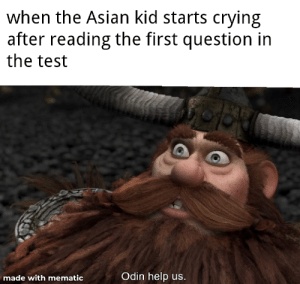 when the Asian kid starts crying
after reading the first question in
the test
Odin help us.
made with mematic